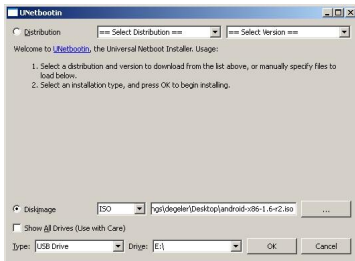 UNetbootin
Distribution == Select Distribution == == Select Version ==
Welcome to UNetbootin, the Universal Netboot Installer. Usage:
1. Select a distribution and version to download from the list above, or manually specify files to
load below.
2. Select an installation type, and press OK to begin installing.
Diskimage ISO hgs\degeler\Desktop\android-x86-1.6-r2.iso ...
Show All Drives (Use with Care)
Type: USB Drive Drive: E:\ OK Cancel